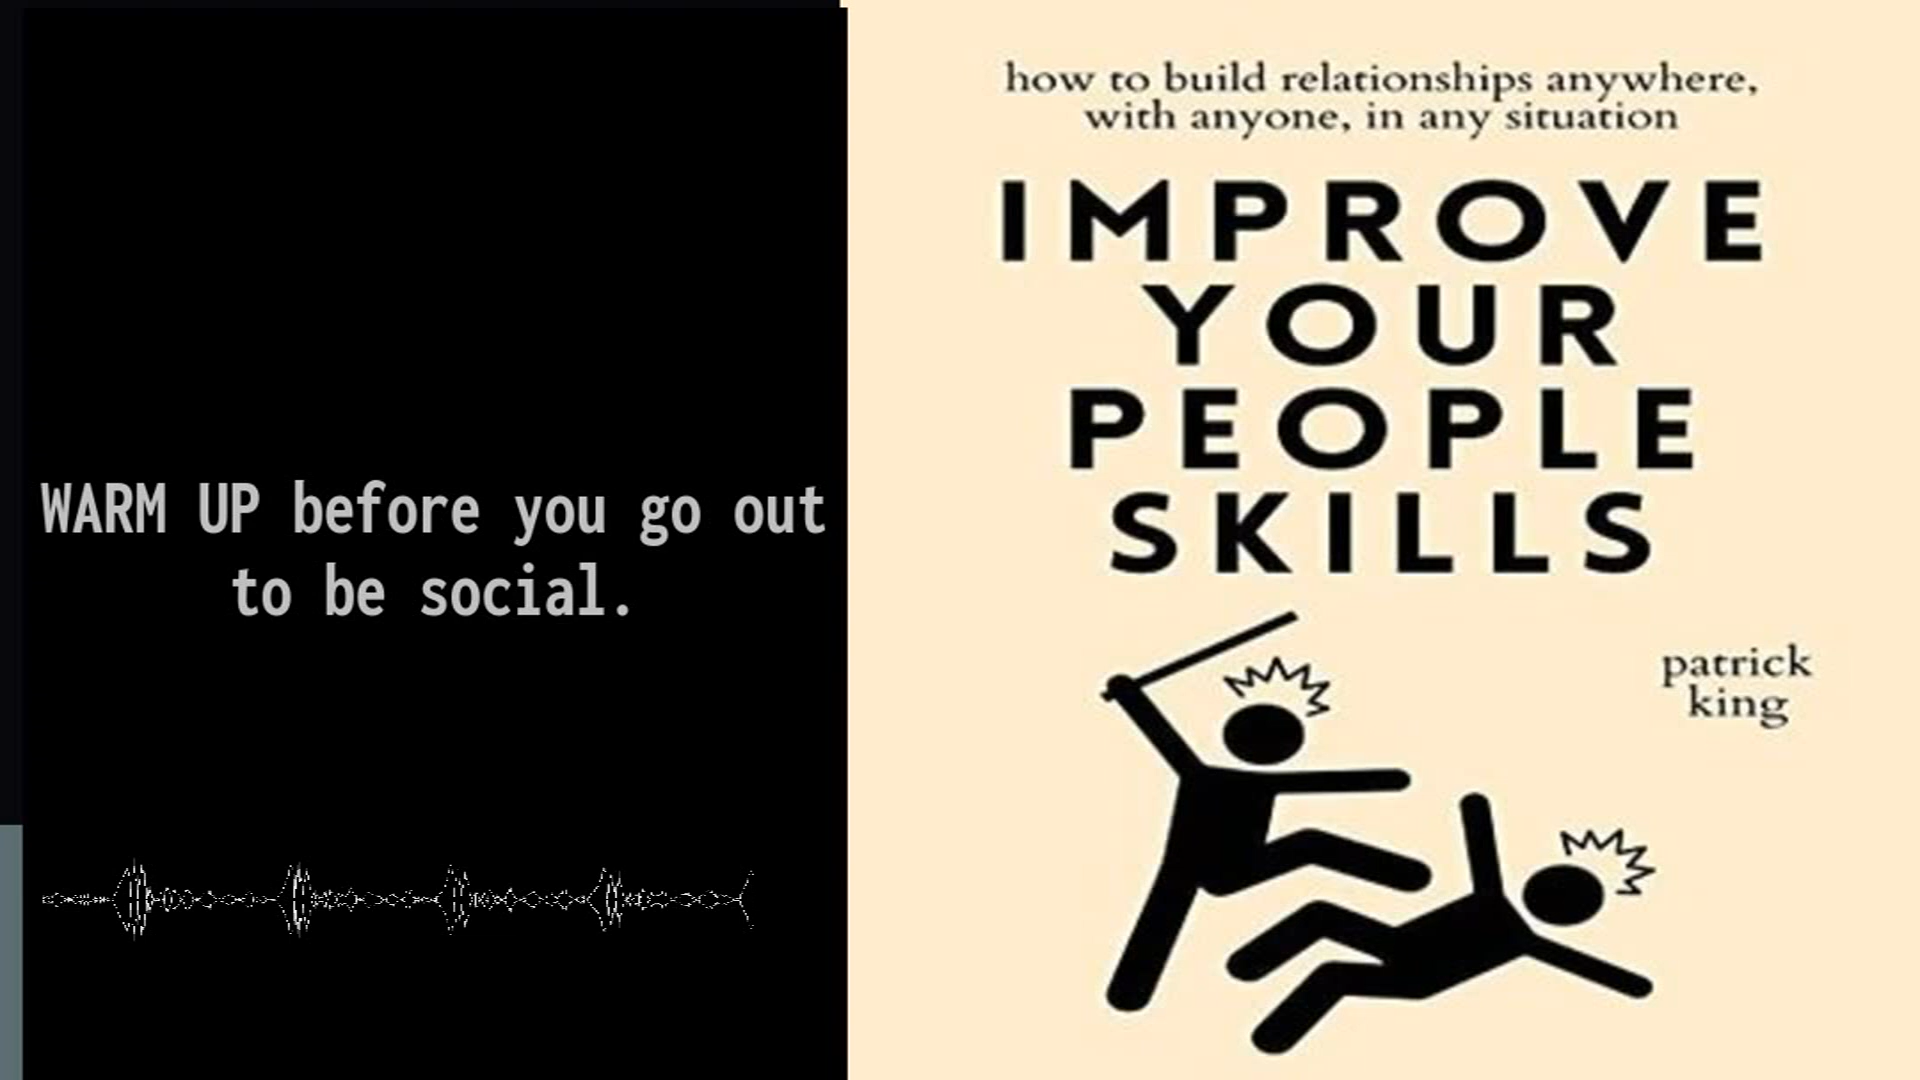 WARM UP before you go out
to be social.
how to build relationships anywhere,
with anyone, in any situation
IMPROVE
YOUR
PEOPLE
SKILLS
patrick
king